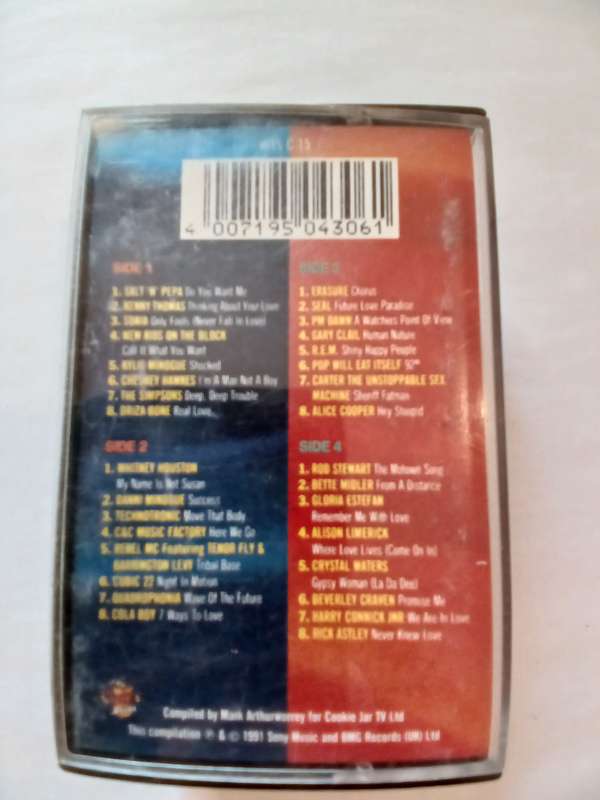 HITS C 15
4 007195 043061
SIDE 1
1. SALT 'N' PEPA Do You Want Me
2. KENNY THOMAS Thinking About Your Love
3. SONIA Only Fools (Never Fall In Love)
4. NEW KIDS ON THE BLOCK
Call It What You Want
5. KYLIE MINOGUE Shocked
6. CHESNEY HAWKES I'm A Man Not A Boy
7. THE SIMPSONS Deep, Deep Trouble
8. DRIZA BONE Real Love
SIDE 2
1. WHITNEY HOUSTON
My Name Is Not Susan
2. DANNI MINOGUE Success
3. TECHNOTRONIC Move That Body
4. C&C MUSIC FACTORY Here We Go
5. REBEL MC Featuring TENOR FLY &
BARRINGTON LEVY Tribal Base
6. CUBIC 22 Night In Motion
7. QUADROPHONIA Wave Of The Future
8. COLA BOY 7 Ways To Love
SIDE 3
1. ERASURE Chorus
2. SEAL Future Love Paradise
3. PM DAWN A Watchers Point Of View
4. GARY CLAIL Human Nature
5. R.E.M. Shiny Happy People
6. POP WILL EAT ITSELF 92°
7. CARTER THE UNSTOPPABLE SEX
MACHINE Sheriff Fatman
8. ALICE COOPER Hey Stoopid
SIDE 4
1. ROD STEWART The Motown Song
2. BETTE MIDLER From A Distance
3. GLORIA ESTEFAN
Remember Me With Love
4. ALISON LIMERICK
Where Love Lives (Come On In)
5. CRYSTAL WATERS
Gypsy Woman (La Da Dee)
6. BEVERLEY CRAVEN Promise Me
7. HARRY CONNICK JNR We Are In Love
8. RICK ASTLEY Never Knew Love
Compiled by Mark Arthurworrey for Cookie Jar TV Ltd
This compilation ℗ & © 1991 Sony Music and BMG Records (UK) Ltd